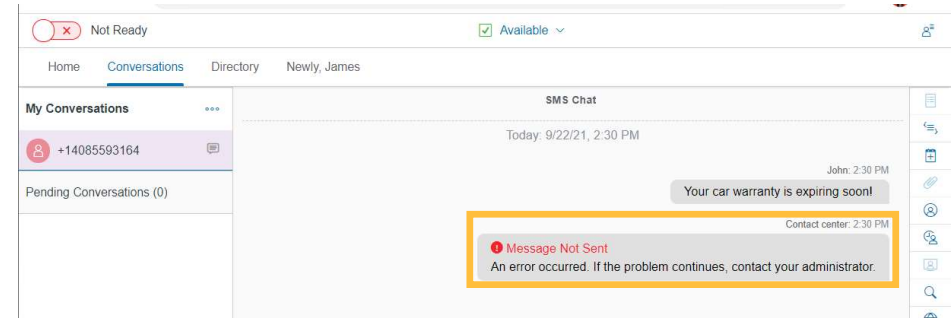 Not Ready
Available
Home Conversations Directory Newly, James
My Conversations
SMS Chat
Today: 9/22/21, 2:30 PM
+14085593164
John: 2:30 PM
Your car warranty is expiring soon!
Pending Conversations (0)
Contact center: 2:30 PM
Message Not Sent
An error occurred. If the problem continues, contact your administrator.